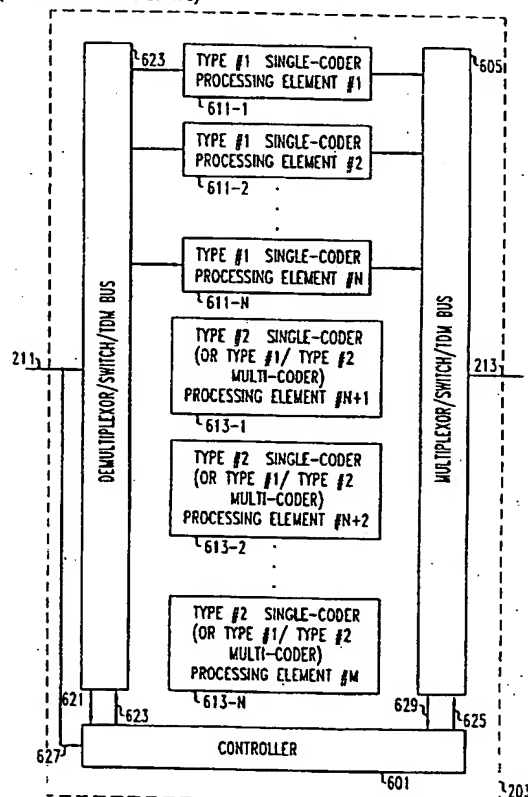 623
605
TYPE #1 SINGLE-CODER
PROCESSING ELEMENT #1
611-1
TYPE #1 SINGLE-CODER
PROCESSING ELEMENT #2
611-2
TYPE #1 SINGLE-CODER
PROCESSING ELEMENT #N
611-N
211
DEMULTIPLEXOR/SWITCH/TDM BUS
MULTIPLEXOR/SWITCH/TDM BUS
213
TYPE #2 SINGLE-CODER
(OR TYPE #1/ TYPE #2
MULTI-CODER)
PROCESSING ELEMENT #N+1
613-1
TYPE #2 SINGLE-CODER
(OR TYPE #1/ TYPE #2
MULTI-CODER)
PROCESSING ELEMENT #N+2
613-2
TYPE #2 SINGLE-CODER
(OR TYPE #1/ TYPE #2
MULTI-CODER)
PROCESSING ELEMENT #M
613-N
621
623
629
625
627
CONTROLLER
601
203